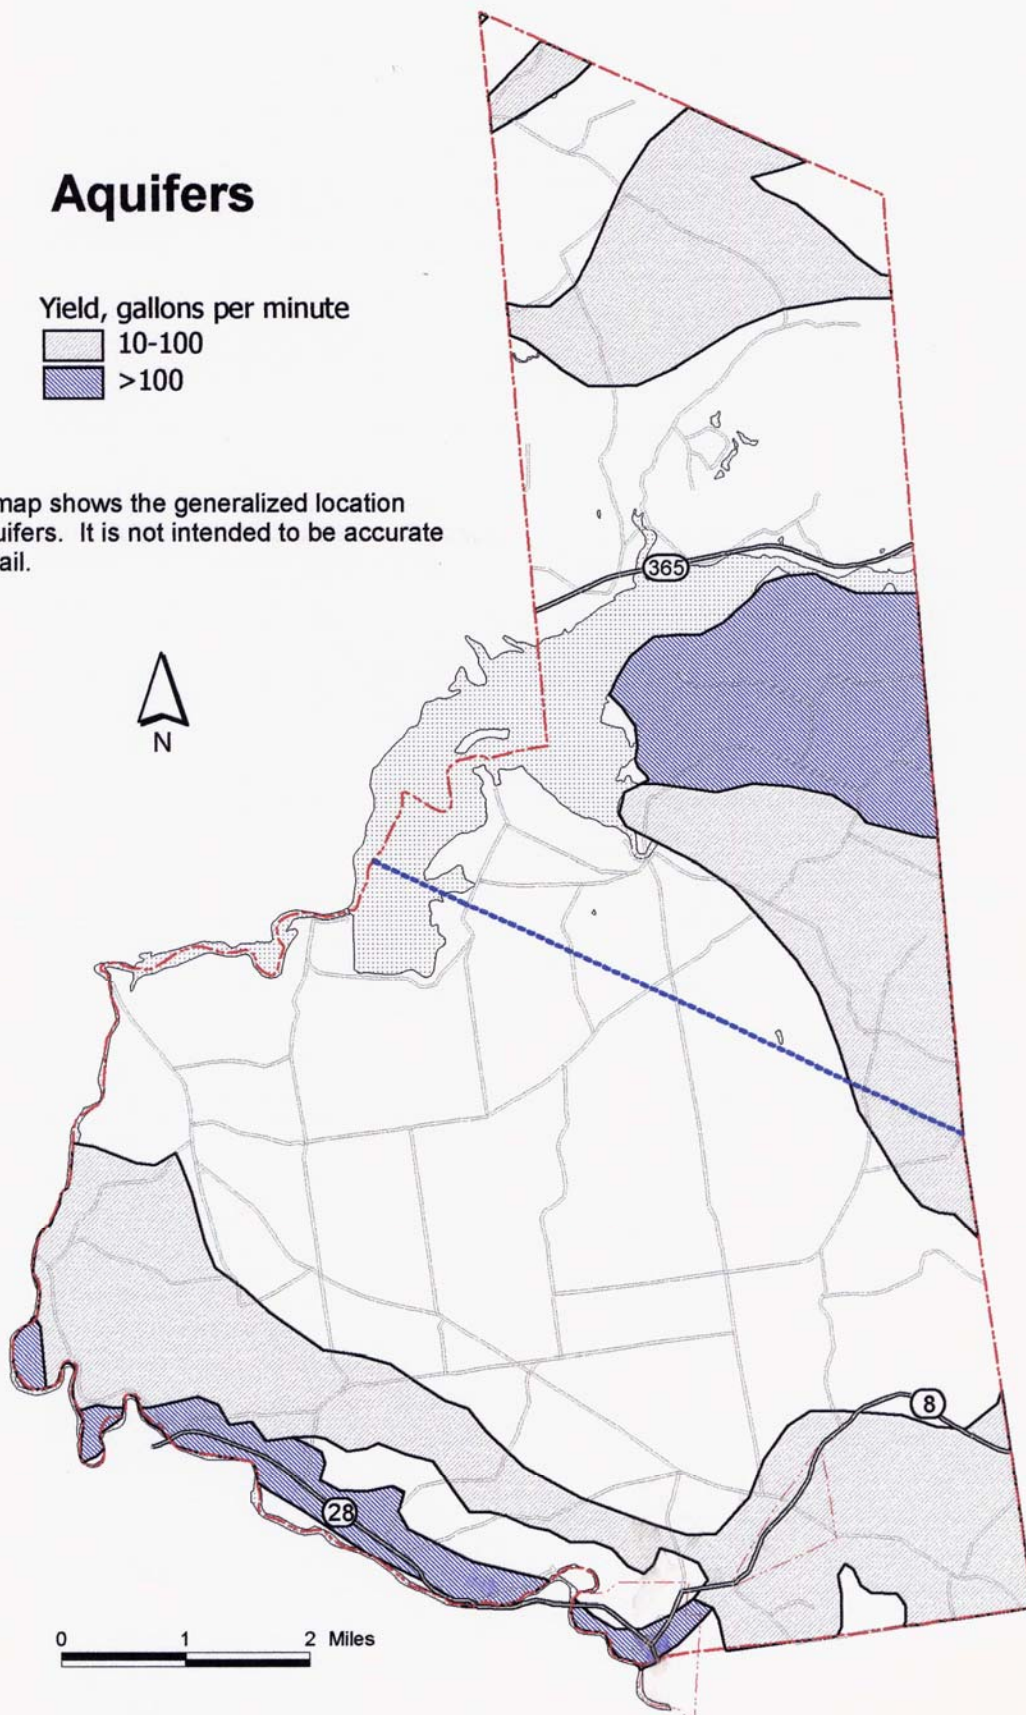 Aquifers
Yield, gallons per minute
10-100
>100
map shows the generalized location
uifers. It is not intended to be accurate
ail.
N
365
8
28
0 1 2 Miles